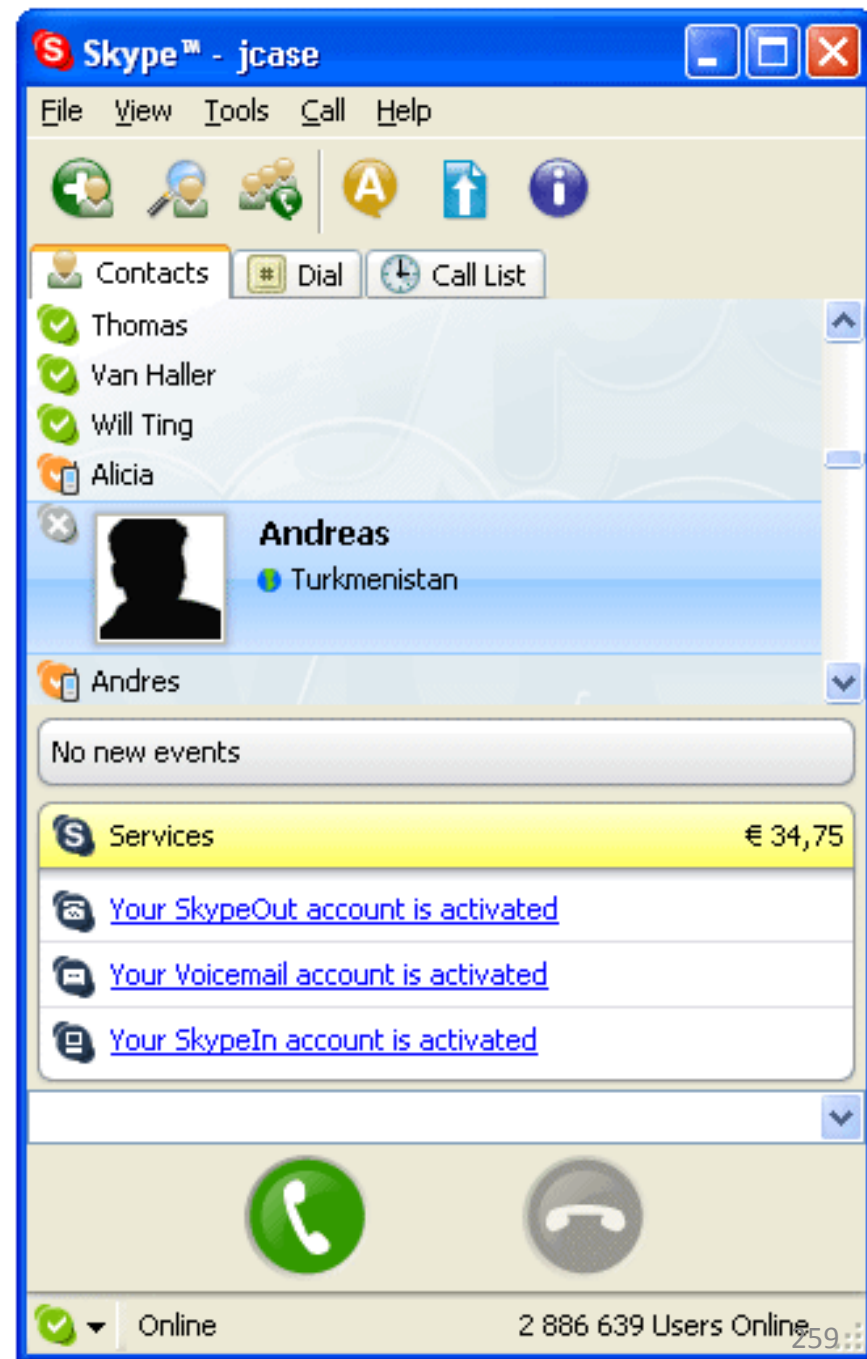 Skype™ - jcase
File View Tools Call Help
Contacts Dial Call List
Thomas
Van Haller
Will Ting
Alicia
Andreas
Turkmenistan
Andres
No new events
Services € 34,75
Your SkypeOut account is activated
Your Voicemail account is activated
Your SkypeIn account is activated
Online 2 886 639 Users Online
259